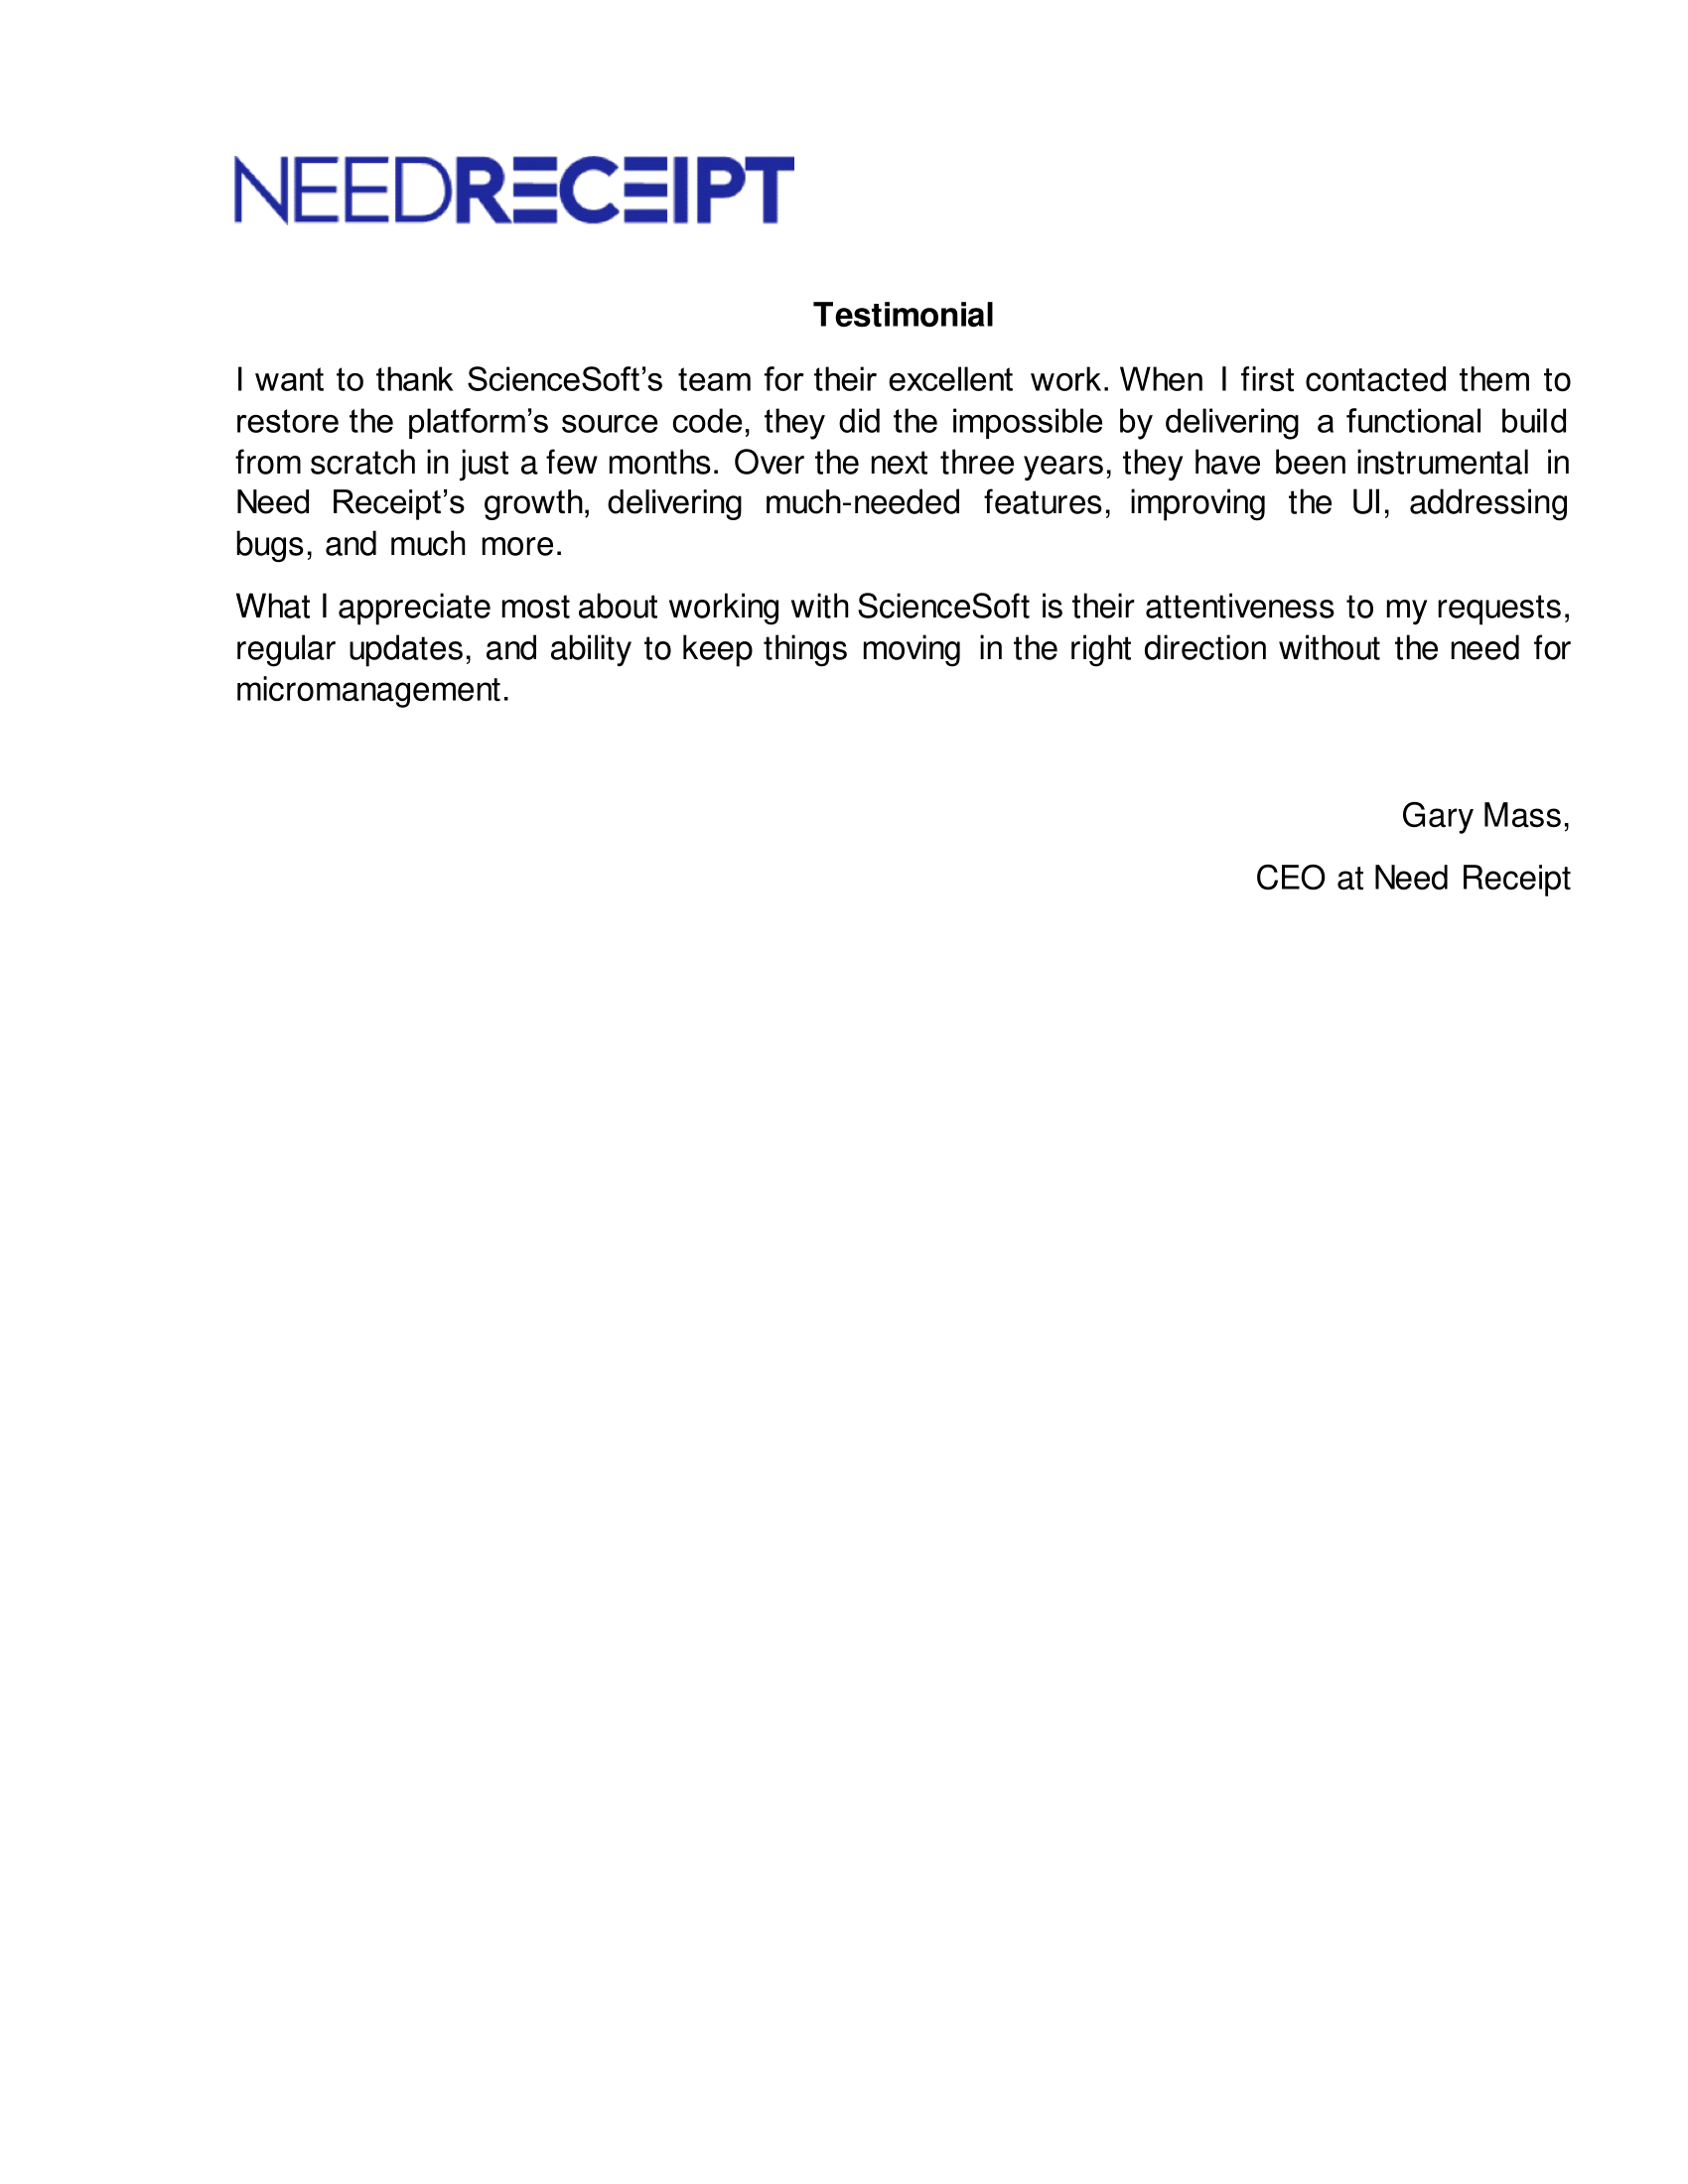 NEEDRECEIPT
Testimonial
I want to thank ScienceSoft’s team for their excellent work. When I first contacted them to
restore the platform’s source code, they did the impossible by delivering a functional build
from scratch in just a few months. Over the next three years, they have been instrumental in
Need Receipt’s growth, delivering much-needed features, improving the UI, addressing
bugs, and much more.
What I appreciate most about working with ScienceSoft is their attentiveness to my requests,
regular updates, and ability to keep things moving in the right direction without the need for
micromanagement.
Gary Mass,
CEO at Need Receipt